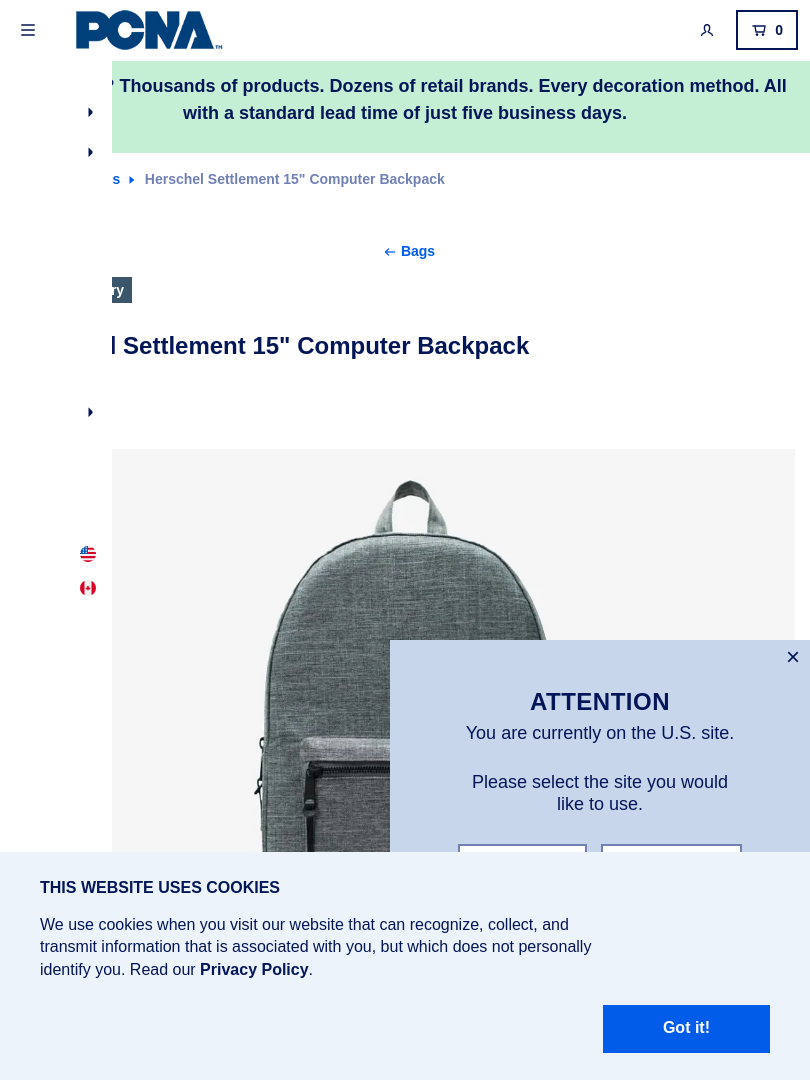 PCNA™
0
Thousands of products. Dozens of retail brands. Every decoration method. All
with a standard lead time of just five business days.
Herschel Settlement 15" Computer Backpack
Bags
Settlement 15" Computer Backpack
ATTENTION
You are currently on the U.S. site.
Please select the site you would
like to use.
THIS WEBSITE USES COOKIES
We use cookies when you visit our website that can recognize, collect, and
transmit information that is associated with you, but which does not personally
identify you. Read our Privacy Policy.
Got it!